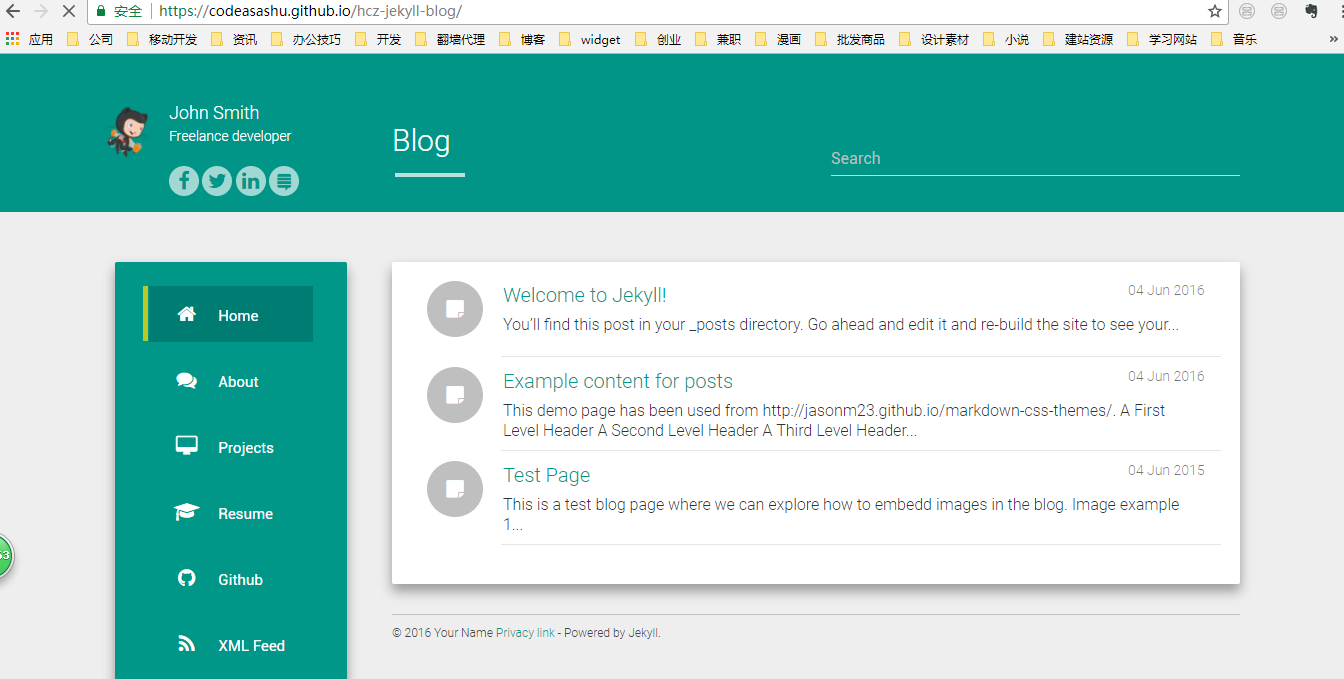 安全 https://codeasashu.github.io/hcz-jekyll-blog/
应用 公司 移动开发 资讯 办公技巧 开发 翻墙代理 博客 widget 创业 兼职 漫画 批发商品 设计素材 小说 建站资源 学习网站 音乐 »
John Smith
Freelance developer
Blog
Search
Home
About
Projects
Resume
Github
XML Feed
Welcome to Jekyll!
04 Jun 2016
You'll find this post in your _posts directory. Go ahead and edit it and re-build the site to see your...
Example content for posts
04 Jun 2016
This demo page has been used from http://jasonm23.github.io/markdown-css-themes/. A First
Level Header A Second Level Header A Third Level Header...
Test Page
04 Jun 2015
This is a test blog page where we can explore how to embedd images in the blog. Image example
1...
© 2016 Your Name Privacy link - Powered by Jekyll.